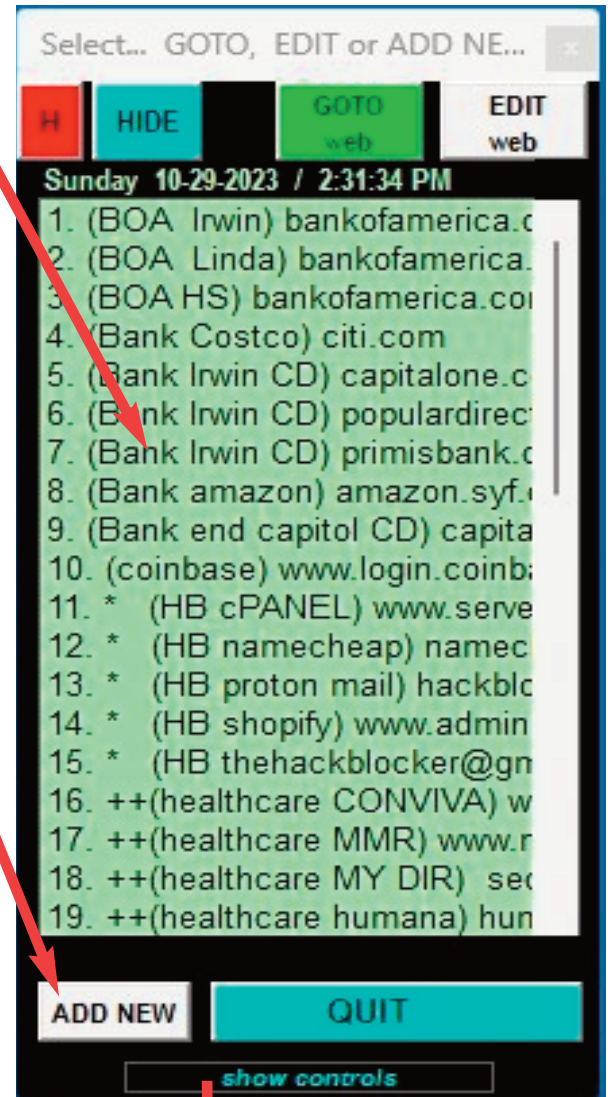 Select... GOTO, EDIT or ADD NE...
H HIDE GOTO web EDIT web
Sunday 10-29-2023 / 2:31:34 PM
1. (BOA Irwin) bankofamerica.c
2. (BOA Linda) bankofamerica.
3. (BOA HS) bankofamerica.co
4. (Bank Costco) citi.com
5. (Bank Irwin CD) capitalone.c
6. (Bank Irwin CD) populardirec
7. (Bank Irwin CD) primisbank.c
8. (Bank amazon) amazon.syf.
9. (Bank end capitol CD) capita
10. (coinbase) www.login.coinb
11. * (HB cPANEL) www.serve
12. * (HB namecheap) namec
13. * (HB proton mail) hackblo
14. * (HB shopify) www.admin
15. * (HB thehackblocker@gm
16. ++(healthcare CONVIVA) w
17. ++(healthcare MMR) www.
18. ++(healthcare MY DIR) sec
19. ++(healthcare humana) hum
ADD NEW QUIT
show controls